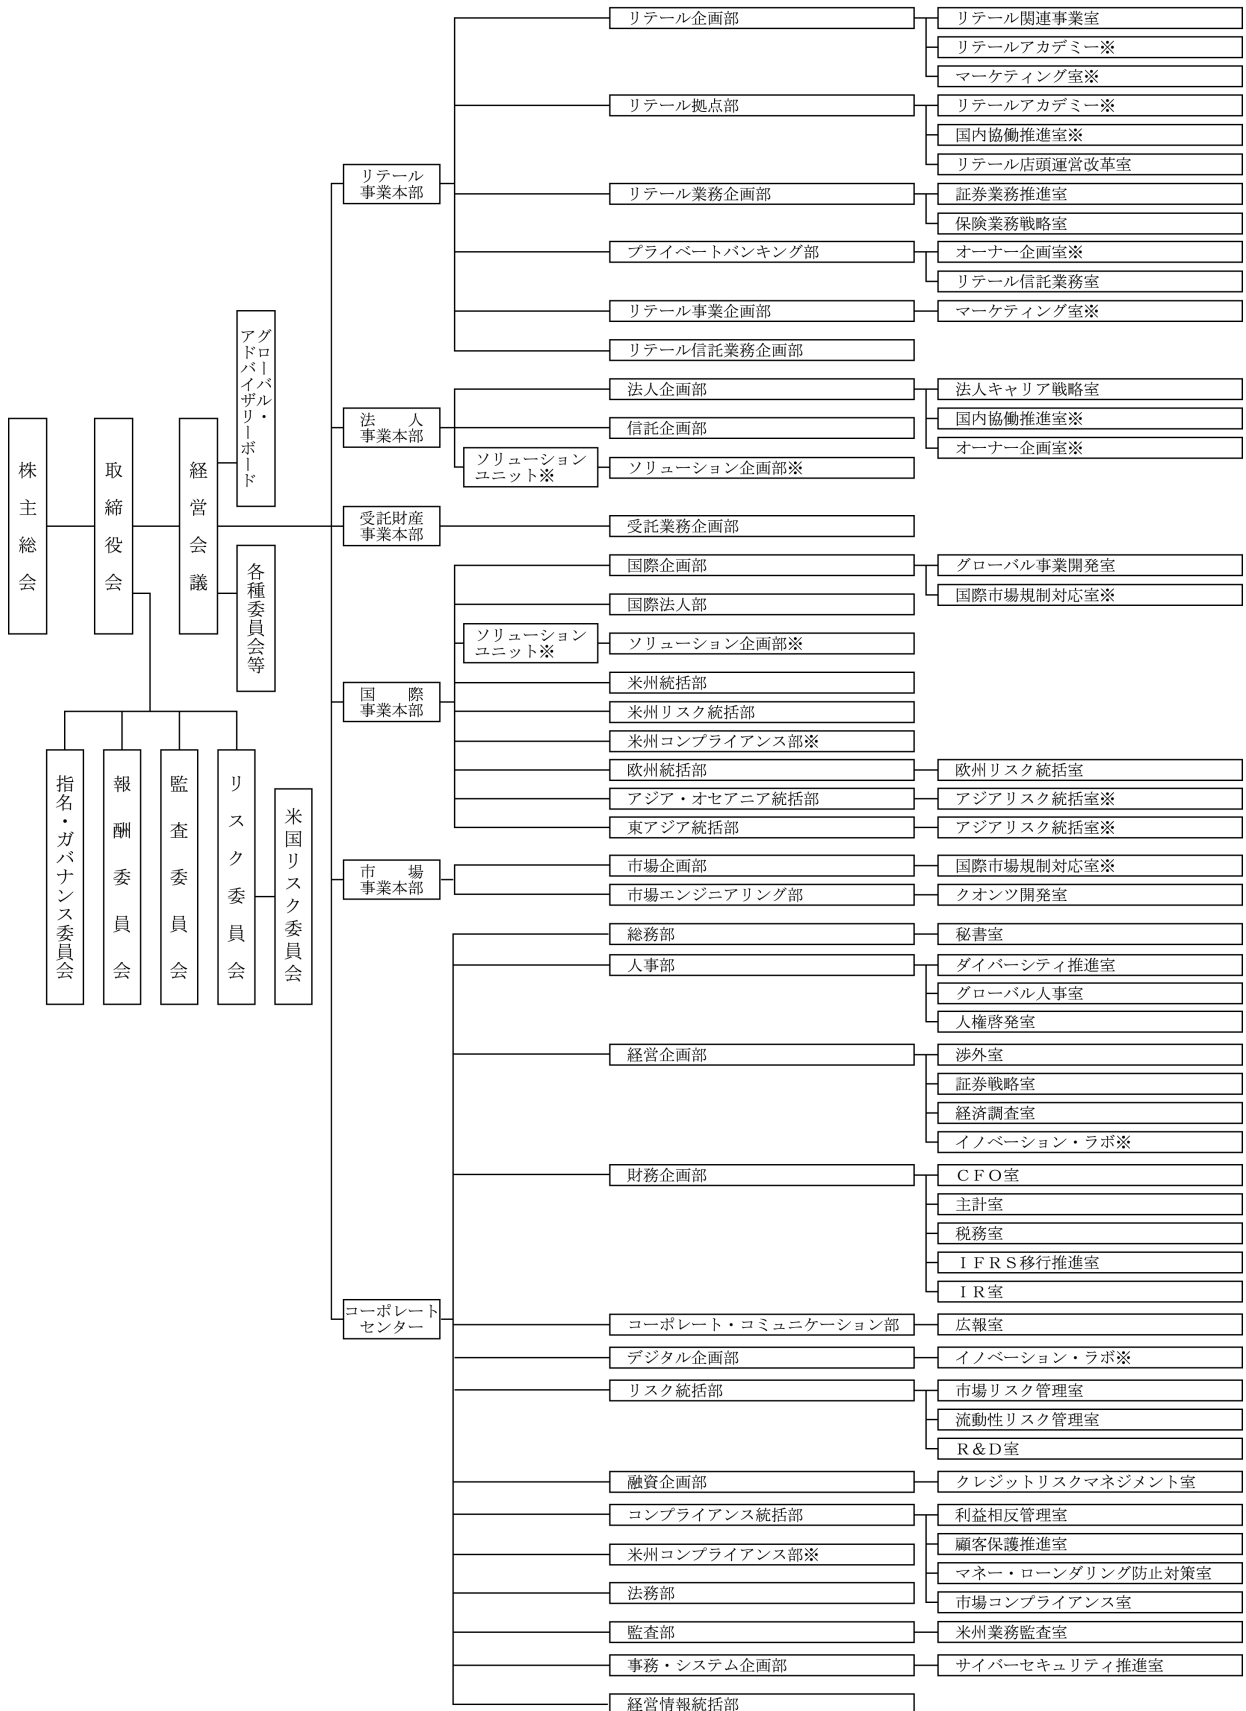 株主総会
取締役会
経営会議
グローバル・
アドバイザリーボード
各種委員会等
指名・ガバナンス委員会
報酬委員会
監査委員会
リスク委員会
米国リスク委員会
リテール
事業本部
リテール企画部
リテール関連事業室
リテールアカデミー※
マーケティング室※
リテール拠点部
リテールアカデミー※
国内協働推進室※
リテール店頭運営改革室
リテール業務企画部
証券業務推進室
保険業務戦略室
プライベートバンキング部
オーナー企画室※
リテール信託業務室
リテール事業企画部
マーケティング室※
リテール信託業務企画部
法人
事業本部
法人企画部
法人キャリア戦略室
国内協働推進室※
オーナー企画室※
信託企画部
ソリューション
ユニット※
ソリューション企画部※
受託財産
事業本部
受託業務企画部
国際
事業本部
国際企画部
グローバル事業開発室
国際市場規制対応室※
国際法人部
ソリューション
ユニット※
ソリューション企画部※
米州統括部
米州リスク統括部
米州コンプライアンス部※
欧州統括部
欧州リスク統括室
アジア・オセアニア統括部
アジアリスク統括室※
東アジア統括部
アジアリスク統括室※
市場
事業本部
市場企画部
国際市場規制対応室※
市場エンジニアリング部
クオンツ開発室
コーポレート
センター
総務部
秘書室
人事部
ダイバーシティ推進室
グローバル人事室
人権啓発室
経営企画部
渉外室
証券戦略室
経済調査室
イノベーション・ラボ※
財務企画部
CFO室
主計室
税務室
IFRS移行推進室
IR室
コーポレート・コミュニケーション部
広報室
デジタル企画部
イノベーション・ラボ※
リスク統括部
市場リスク管理室
流動性リスク管理室
R&D室
融資企画部
クレジットリスクマネジメント室
コンプライアンス統括部
利益相反管理室
顧客保護推進室
マネー・ローンダリング防止対策室
市場コンプライアンス室
米州コンプライアンス部※
法務部
監査部
米州業務監査室
事務・システム企画部
サイバーセキュリティ推進室
経営情報統括部